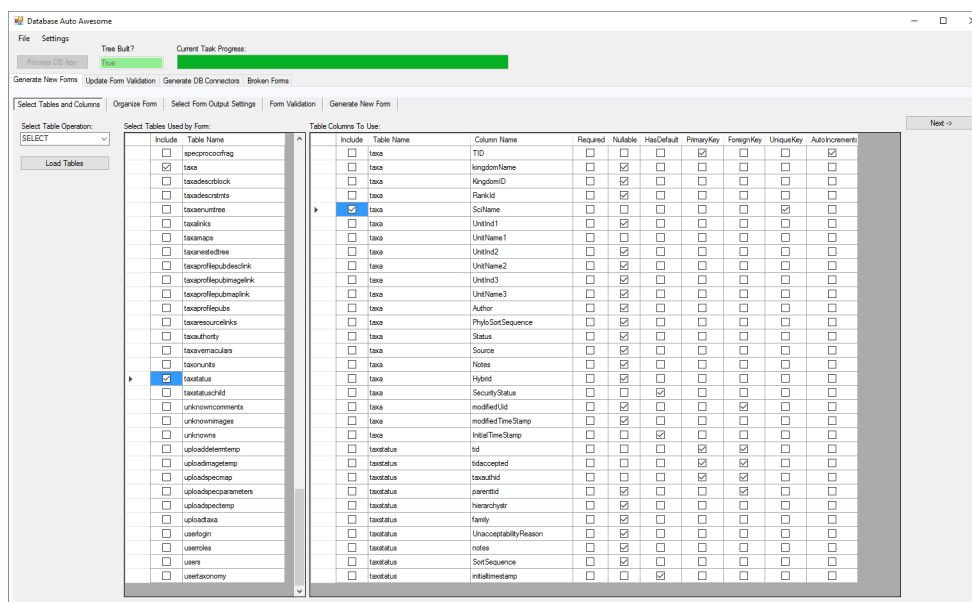 Database Auto Awesome
File Settings
Tree Built? Current Task Progress:
Process DB App True
Generate New Forms Update Form Validation Generate DB Connectors Broken Forms
Select Tables and Columns Organize Form Select Form Output Settings Form Validation Generate New Form
Next ->
Select Table Operation: Select Tables Used by Form: Table Columns To Use:
SELECT
Load Tables
Include Table Name
specprococrfrag
taxa
taxadescrblock
taxadescrstmts
taxaenumtree
taxalinks
taxamaps
taxanestedtree
taxaprofilepubdesclink
taxaprofilepubimagelink
taxaprofilepubmaplink
taxaprofilepubs
taxaresourcelinks
taxauthority
taxavernaculars
taxonunits
taxstatus
taxstatuschild
unknowncomments
unknownimages
unknowns
uploaddetermtemp
uploadimagetemp
uploadspecmap
uploadspecparameters
uploadspectemp
uploadtaxa
userlogin
userroles
users
usertaxonomy
Include Table Name Column Name Required Nullable HasDefault PrimaryKey ForeignKey UniqueKey AutoIncrements
taxa TID
taxa kingdomName
taxa KingdomID
taxa RankId
taxa SciName
taxa UnitInd1
taxa UnitName1
taxa UnitInd2
taxa UnitName2
taxa UnitInd3
taxa UnitName3
taxa Author
taxa PhyloSortSequence
taxa Status
taxa Source
taxa Notes
taxa Hybrid
taxa SecurityStatus
taxa modifiedUid
taxa modifiedTimeStamp
taxa InitialTimeStamp
taxstatus tid
taxstatus tidaccepted
taxstatus taxauthid
taxstatus parenttid
taxstatus hierarchystr
taxstatus family
taxstatus UnacceptabilityReason
taxstatus notes
taxstatus SortSequence
taxstatus initialtimestamp